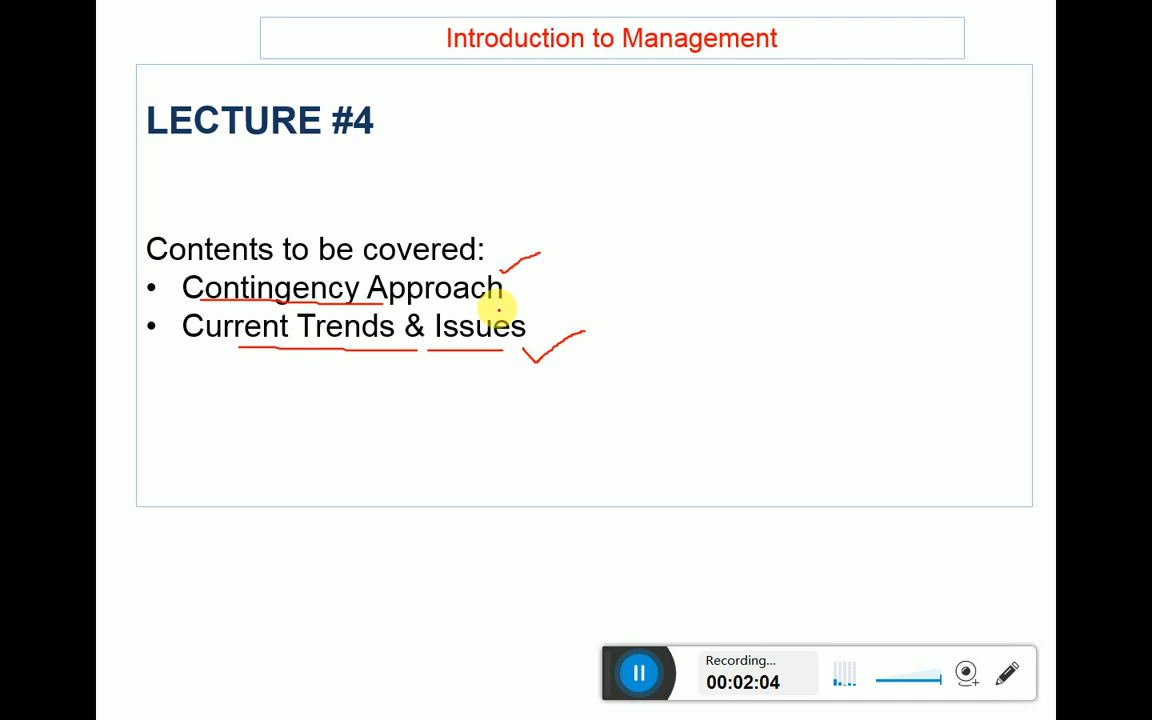 Introduction to Management
LECTURE #4
Contents to be covered:
• Contingency Approach
• Current Trends & Issues
Recording...
00:02:04